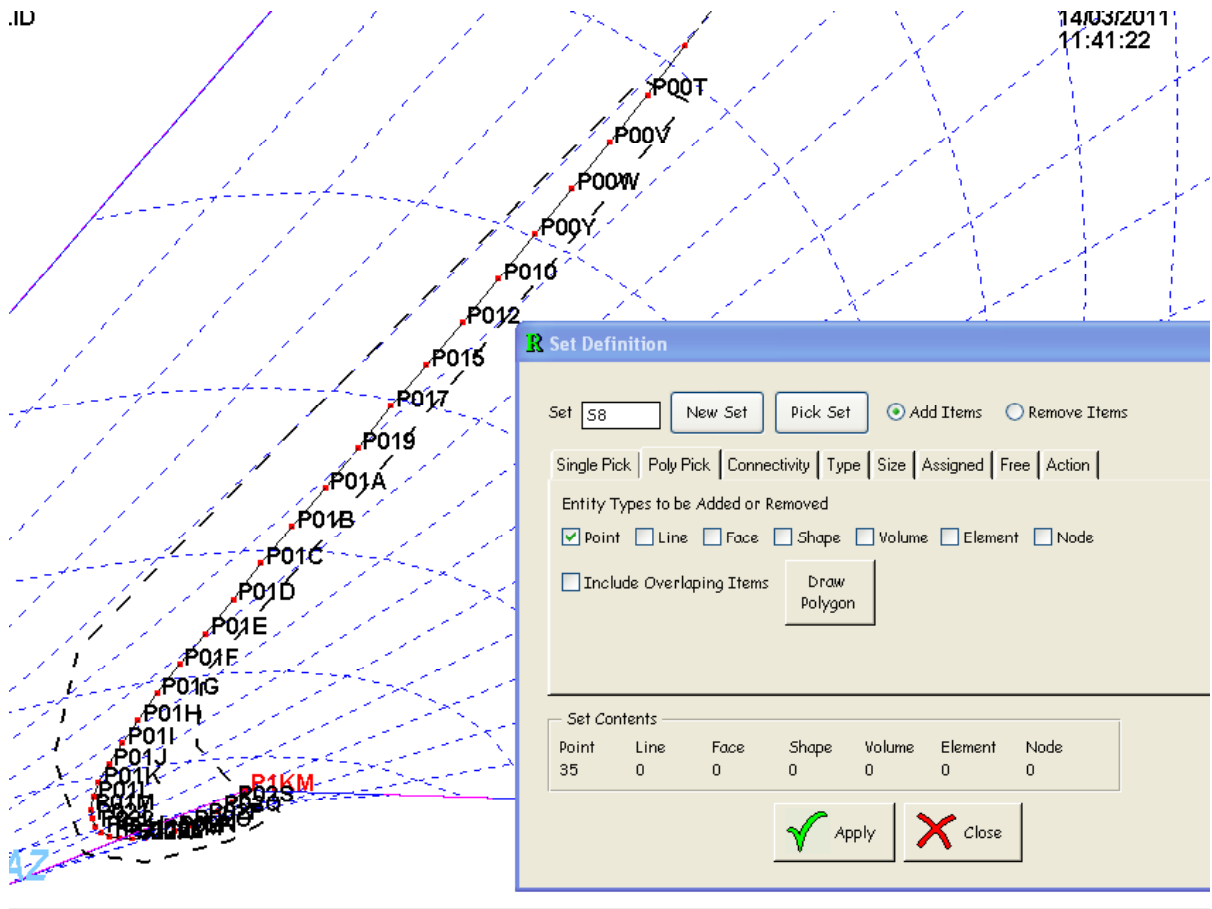 .ID
14/03/2011
11:41:22
P00T
P00V
P00W
P00Y
P010
P012
P015
P017
P019
P01A
P01B
P01C
P01D
P01E
P01F
P01G
P01H
P01I
P01J
P01K
P01L
P01M
P1KM
P02S
AZ
Set Definition
Set S8 New Set Pick Set Add Items Remove Items
Single Pick Poly Pick Connectivity Type Size Assigned Free Action
Entity Types to be Added or Removed
Point Line Face Shape Volume Element Node
Include Overlaping Items
Draw
Polygon
Set Contents
Point Line Face Shape Volume Element Node
35 0 0 0 0 0 0
Apply Close